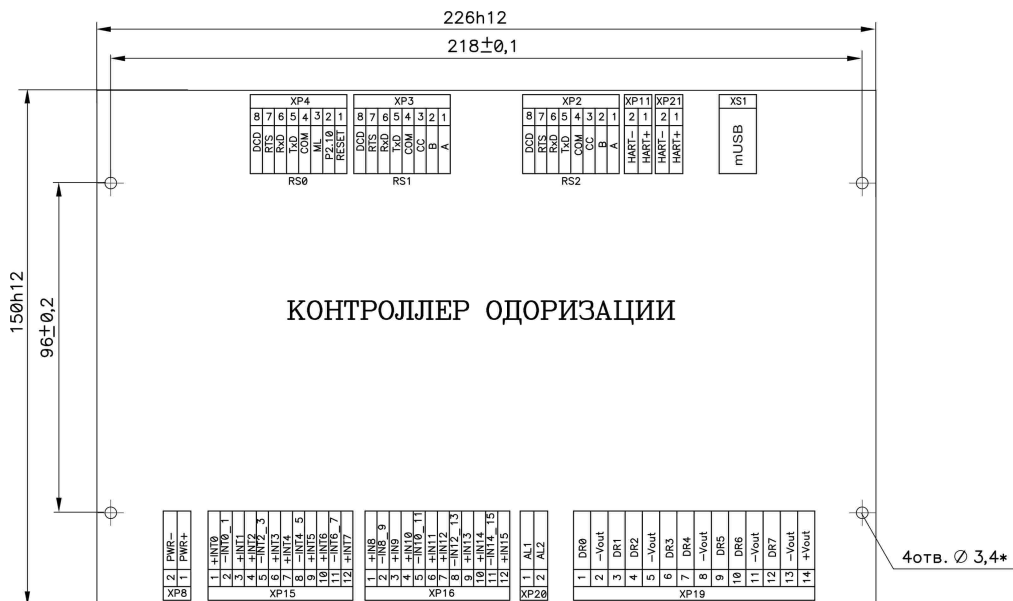 226h12
218±0,1
XP4 XP3 XP2 XP11 XP21 XS1
8 7 6 5 4 3 2 1 8 7 6 5 4 3 2 1 8 7 6 5 4 3 2 1 2 1 2 1
DCD RTS RxD TxD COM ML P2.10 RESET DCD RTS RxD TxD COM CC B A DCD RTS RxD TxD COM CC B A HART- HART+ HART- HART+ mUSB
RS0 RS1 RS2
150h12
96±0,2
КОНТРОЛЛЕР ОДОРИЗАЦИИ
PWR- PWR+ +INT0 -INT0_1 +INT1 +INT2 -INT2_3 +INT3 +INT4 -INT4_5 +INT5 +INT6 -INT6_7 +INT7 +IN8 -IN8_9 +IN9 +IN10 -IN10_11 +IN11 +IN12 -IN12_13 +IN13 +IN14 -IN14_15 +IN15 AL1 AL2 DR0 -Vout DR1 DR2 -Vout DR3 DR4 -Vout DR5 DR6 -Vout DR7 -Vout +Vout
2 1 1 2 3 4 5 6 7 8 9 10 11 12 1 2 3 4 5 6 7 8 9 10 11 12 1 2 1 2 3 4 5 6 7 8 9 10 11 12 13 14
XP8 XP15 XP16 XP20 XP19
4отв. ∅ 3,4*